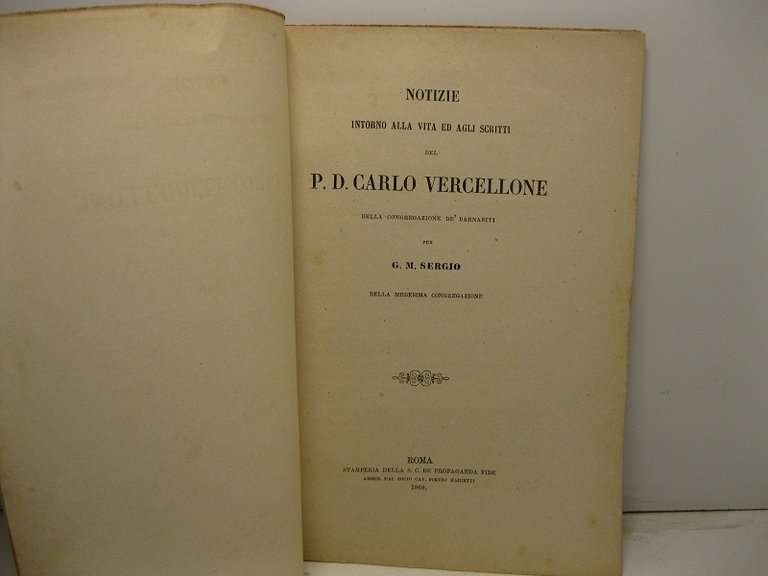 NOTIZIE
INTORNO ALLA VITA ED AGLI SCRITTI
DEL
P. D. CARLO VERCELLONE
DELLA CONGREGAZIONE DE' BARNABITI
PER
G. M. SERGIO
DELLA MEDESIMA CONGREGAZIONE
ROMA
STAMPERIA DELLA S. C. DE PROPAGANDA FIDE
AMMIN. DAL SOCIO CAV. PIETRO MARIETTI
1869.